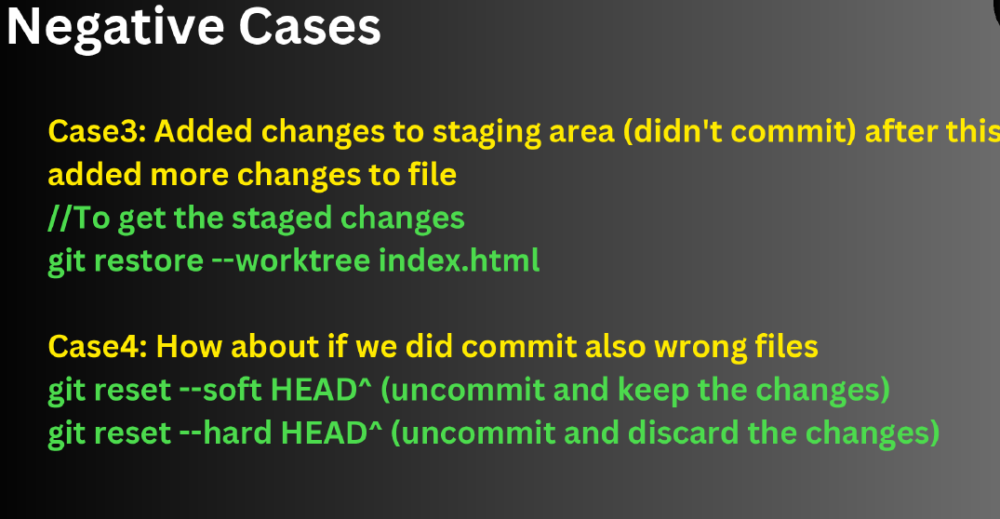 Negative Cases
Case3: Added changes to staging area (didn't commit) after this
added more changes to file
//To get the staged changes
git restore --worktree index.html
Case4: How about if we did commit also wrong files
git reset --soft HEAD^ (uncommit and keep the changes)
git reset --hard HEAD^ (uncommit and discard the changes)